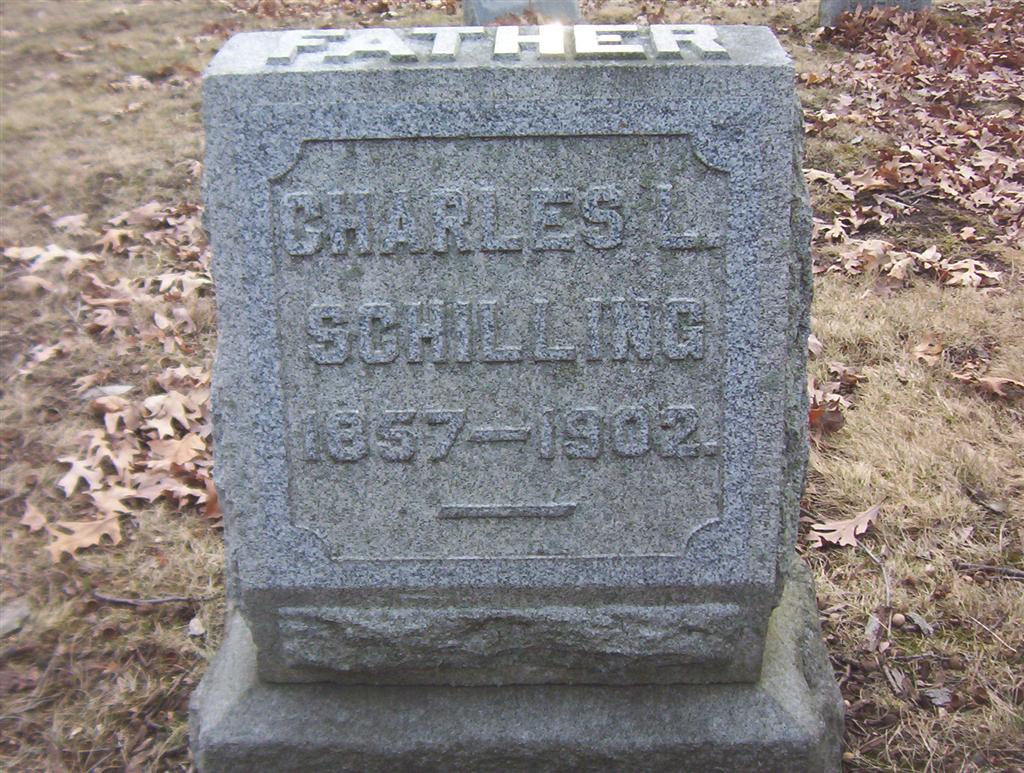 FATHER
CHARLES L.
SCHILLING
1857—1902.